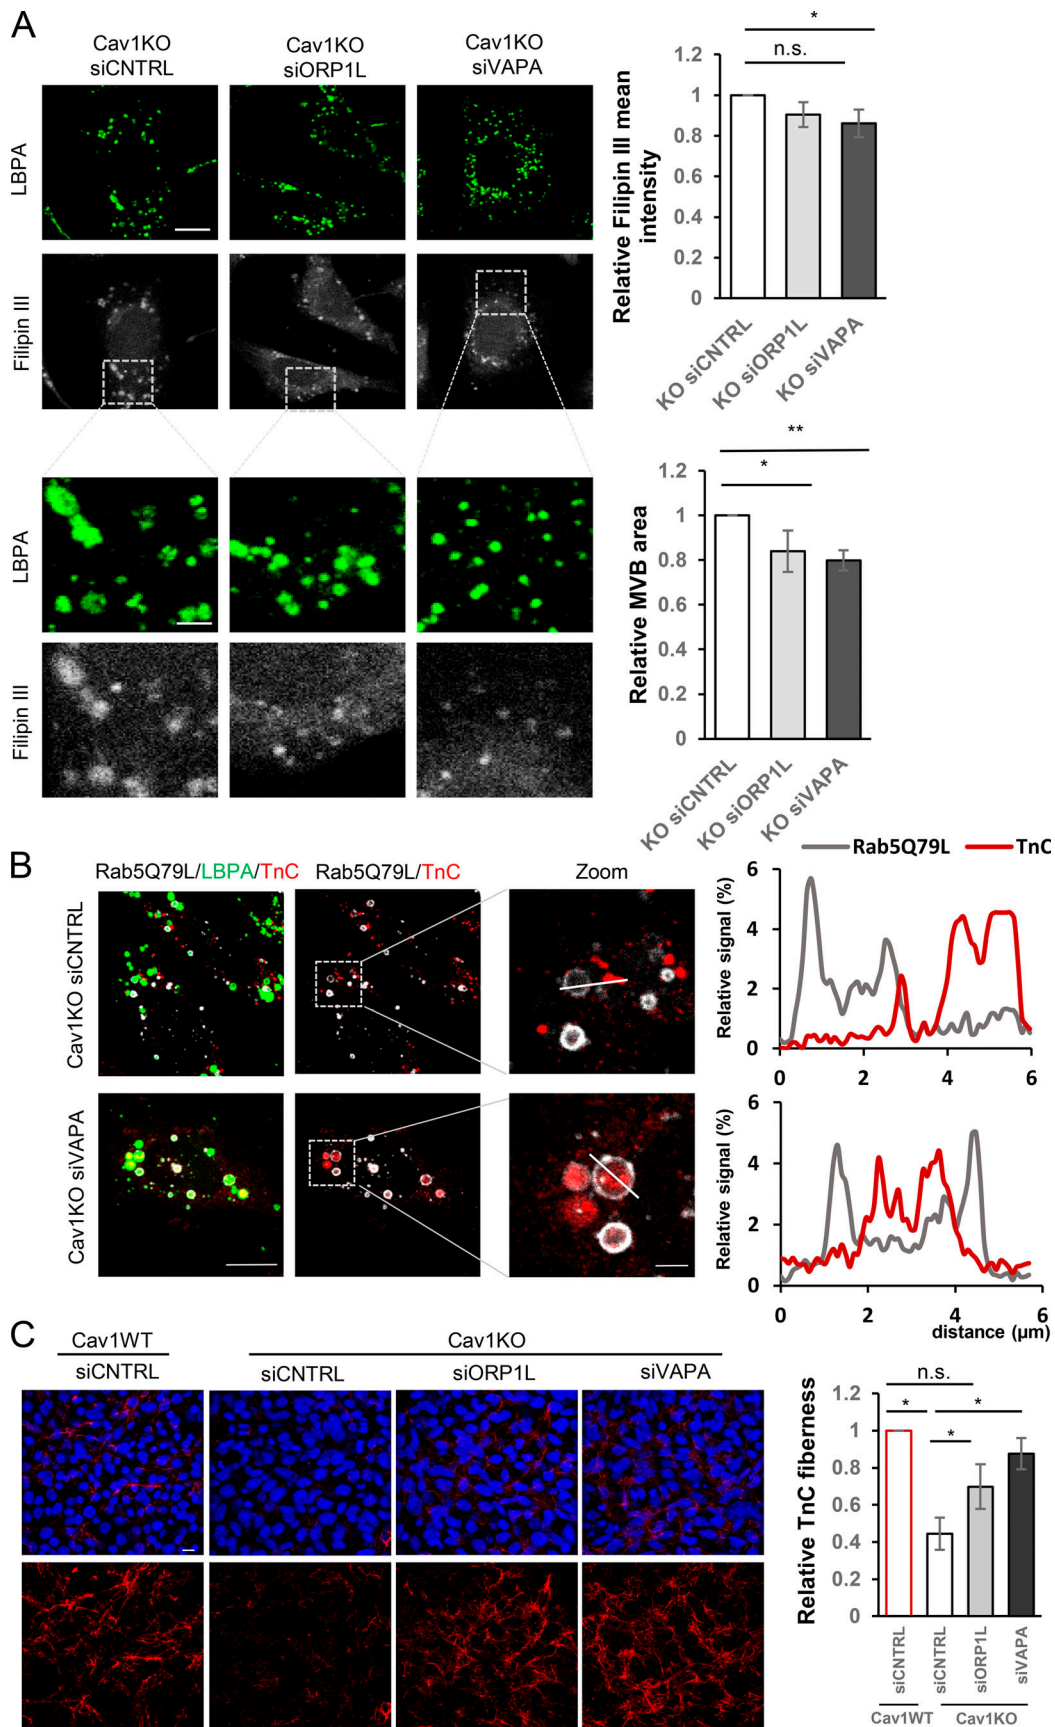 A
Cav1KO
siCNTRL
Cav1KO
siORP1L
Cav1KO
siVAPA
LBPA
Filipin III
LBPA
Filipin III
Relative Filipin III mean
intensity
*
n.s.
1.2
1
0.8
0.6
0.4
0.2
0
KO siCNTRL
KO siORP1L
KO siVAPA
Relative MVB area
**
*
1.2
1
0.8
0.6
0.4
0.2
0
KO siCNTRL
KO siORP1L
KO siVAPA
B
Rab5Q79L/LBPA/TnC
Rab5Q79L/TnC
Zoom
Cav1KO siCNTRL
Cav1KO siVAPA
Rab5Q79L
TnC
Relative signal (%)
6
4
2
0
0 2 4 6
Relative signal (%)
6
4
2
0
0 2 4 6
distance (μm)
C
Cav1WT
Cav1KO
siCNTRL
siCNTRL
siORP1L
siVAPA
Relative TnC fiberness
n.s.
*
*
*
1.2
1
0.8
0.6
0.4
0.2
0
siCNTRL
siCNTRL
siORP1L
siVAPA
Cav1WT
Cav1KO